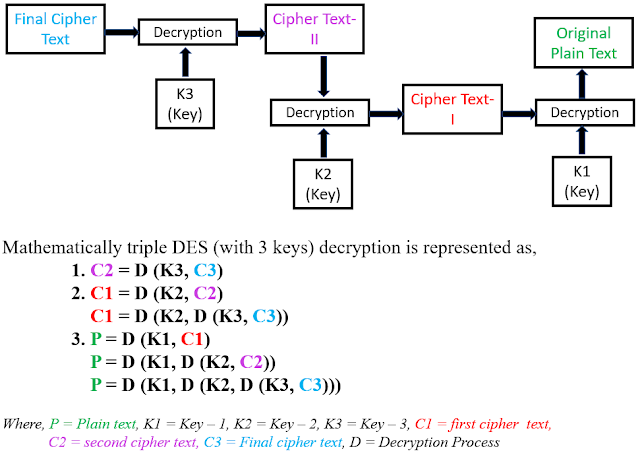 Final Cipher
Text
Decryption
Cipher Text-
II
K3
(Key)
Decryption
Cipher Text-
I
Decryption
Original
Plain Text
K2
(Key)
K1
(Key)
Mathematically triple DES (with 3 keys) decryption is represented as,
1. C2 = D (K3, C3)
2. C1 = D (K2, C2)
C1 = D (K2, D (K3, C3))
3. P = D (K1, C1)
P = D (K1, D (K2, C2))
P = D (K1, D (K2, D (K3, C3)))
Where, P = Plain text, K1 = Key – 1, K2 = Key – 2, K3 = Key – 3, C1 = first cipher text,
C2 = second cipher text, C3 = Final cipher text, D = Decryption Process